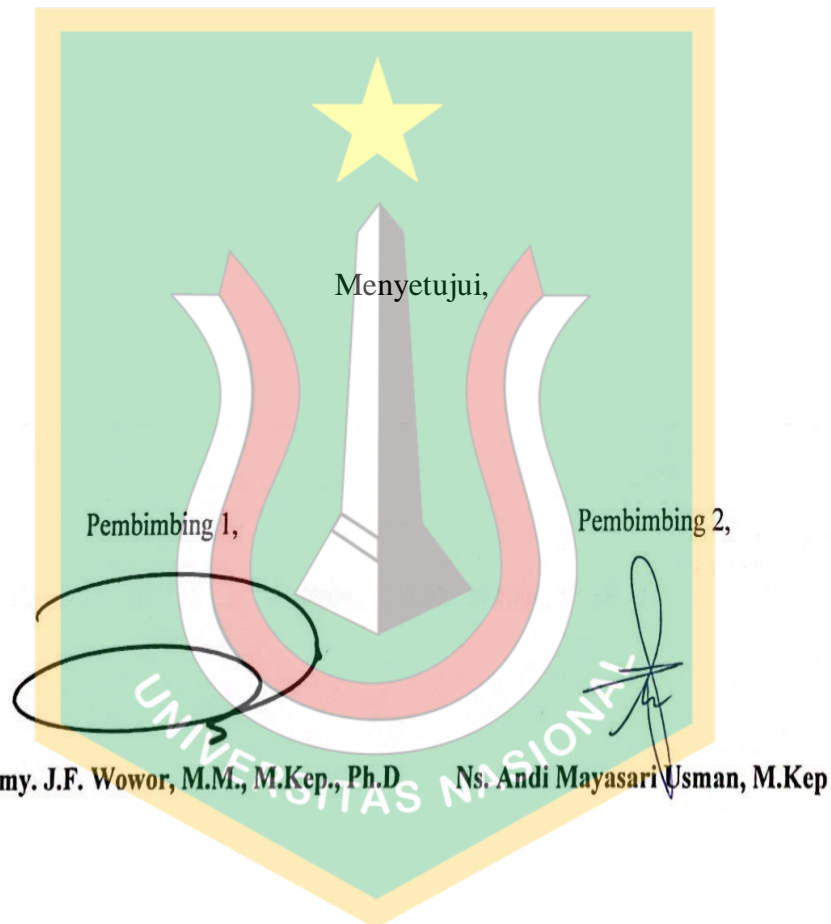 Menyetujui,
Pembimbing 1,
Pembimbing 2,
my. J.F. Wowor, M.M., M.Kep., Ph.D
Ns. Andi Mayasari Usman, M.Kep
UNIVERSITAS NASIONAL